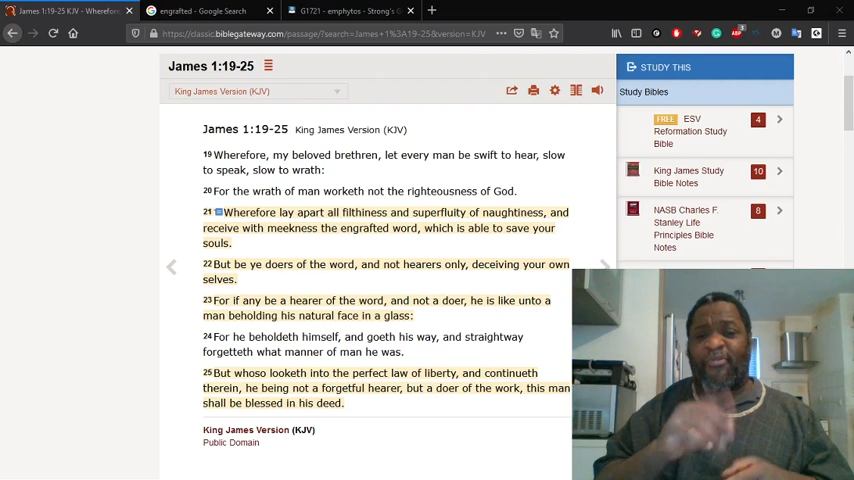 James 1:19-25 KJV - Wherefor
engrafted - Google Search
G1721 - emphytos - Strong's G
https://classic.biblegateway.com/passage/?search=James+1%3A19-25&version=KJV
James 1:19-25
King James Version (KJV)
James 1:19-25 King James Version (KJV)
19 Wherefore, my beloved brethren, let every man be swift to hear, slow
to speak, slow to wrath:
20 For the wrath of man worketh not the righteousness of God.
21 Wherefore lay apart all filthiness and superfluity of naughtiness, and
receive with meekness the engrafted word, which is able to save your
souls.
22 But be ye doers of the word, and not hearers only, deceiving your own
selves.
23 For if any be a hearer of the word, and not a doer, he is like unto a
man beholding his natural face in a glass:
24 For he beholdeth himself, and goeth his way, and straightway
forgetteth what manner of man he was.
25 But whoso looketh into the perfect law of liberty, and continueth
therein, he being not a forgetful hearer, but a doer of the work, this man
shall be blessed in his deed.
King James Version (KJV)
Public Domain
STUDY THIS
Study Bibles
FREE ESV
Reformation Study
Bible
4
King James Study
Bible Notes
10
NASB Charles F.
Stanley Life
Principles Bible
Notes
8